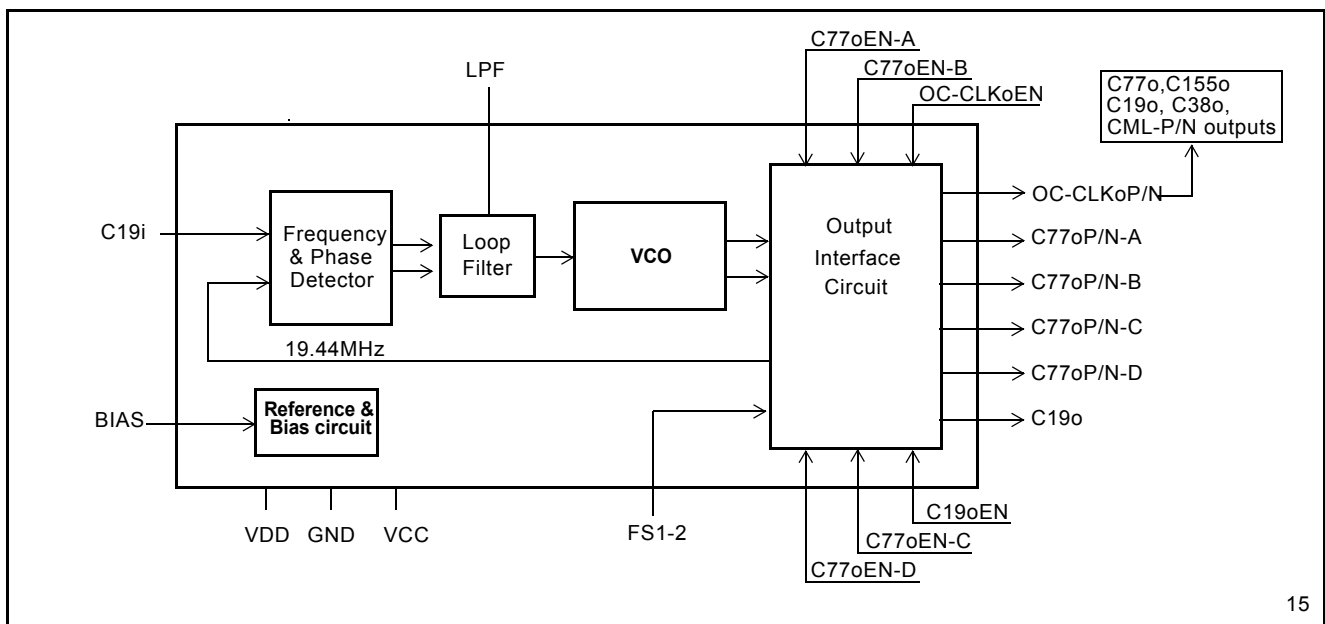 C77oEN-A
LPF
C77oEN-B
OC-CLKoEN
C77o,C155o
C19o, C38o,
CML-P/N outputs
OC-CLKoP/N
C19i
Frequency
& Phase
Detector
Loop
Filter
VCO
Output
Interface
Circuit
C77oP/N-A
C77oP/N-B
C77oP/N-C
19.44MHz
C77oP/N-D
BIAS
Reference &
Bias circuit
C19o
VDD
GND
VCC
FS1-2
C19oEN
C77oEN-C
C77oEN-D
15